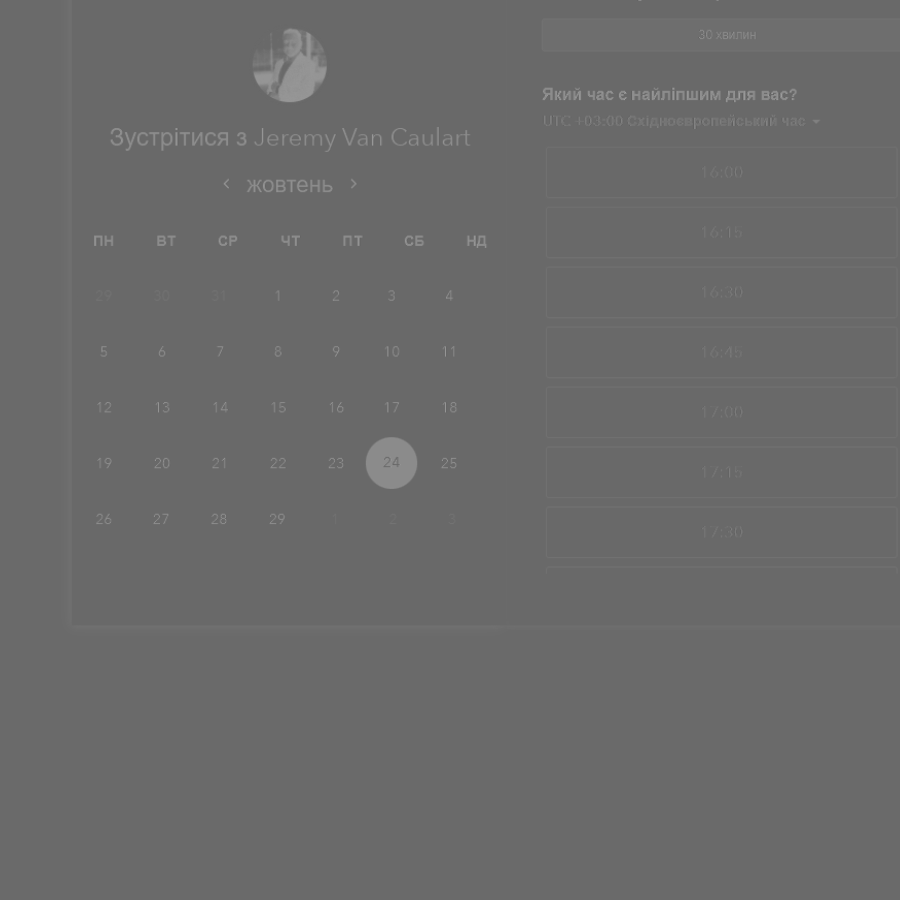 Зустрітися з Jeremy Van Caulart
жовтень
ПН ВТ СР ЧТ ПТ СБ НД
29 30 31 1 2 3 4
5 6 7 8 9 10 11
12 13 14 15 16 17 18
19 20 21 22 23 24 25
26 27 28 29 1 2 3
30 хвилин
Який час є найліпшим для вас?
UTC +03:00 Східноєвропейський час
16:00
16:15
16:30
16:45
17:00
17:15
17:30